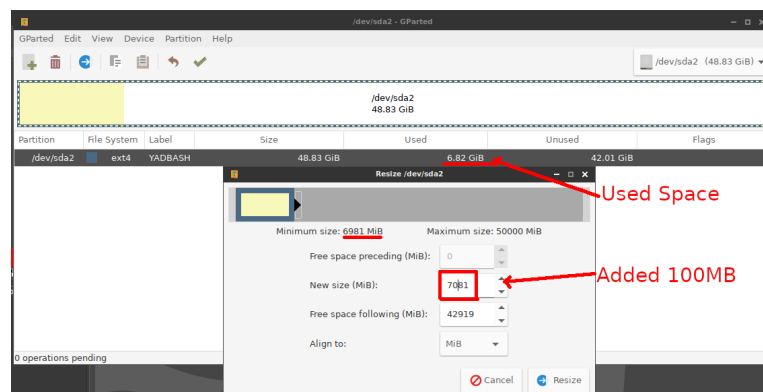 /dev/sda2 - GParted
GParted Edit View Device Partition Help
/dev/sda2 (48.83 GiB)
/dev/sda2
48.83 GiB
Partition File System Label Size Used Unused Flags
/dev/sda2 ext4 YADBASH 48.83 GiB 6.82 GiB 42.01 GiB
Resize /dev/sda2
Used Space
Minimum size: 6981 MiB Maximum size: 50000 MiB
Free space preceding (MiB): 0
Added 100MB
New size (MiB): 7081
Free space following (MiB): 42919
Align to: MiB
0 operations pending
Cancel Resize